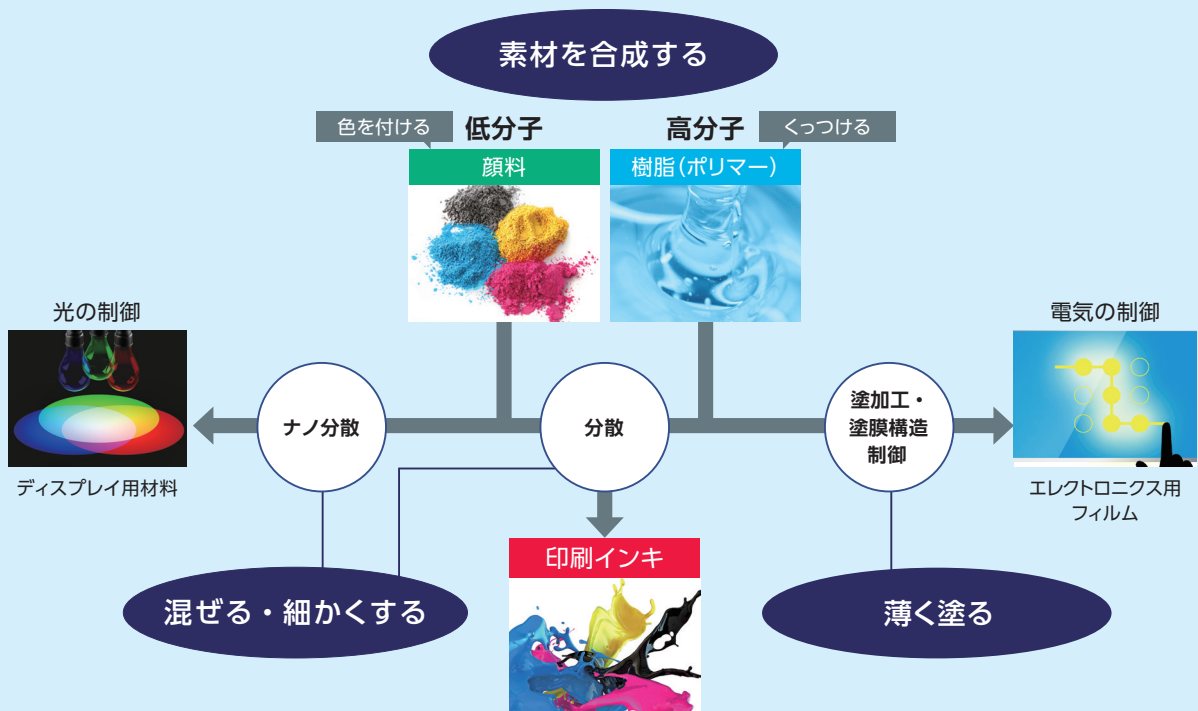 素材を合成する
色を付ける
低分子
高分子
くっつける
顔料
樹脂(ポリマー)
光の制御
電気の制御
ナノ分散
分散
塗加工・
塗膜構造
制御
ディスプレイ用材料
エレクトロニクス用
フィルム
印刷インキ
混ぜる・細かくする
薄く塗る